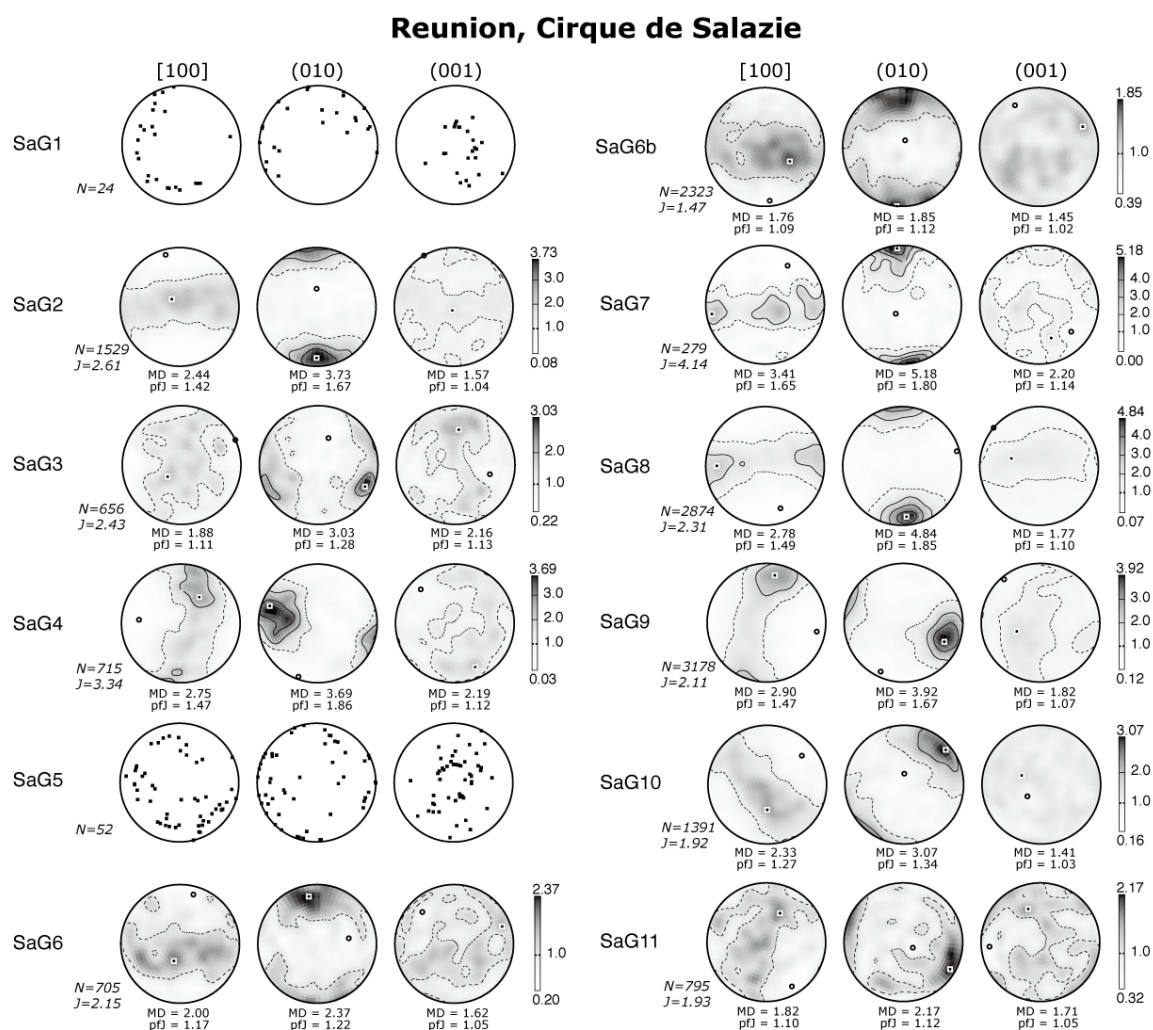 Reunion, Cirque de Salazie
[100] (010) (001)
SaG1
N=24
SaG2
N=1529
J=2.61
MD = 2.44
pfJ = 1.42
MD = 3.73
pfJ = 1.67
MD = 1.57
pfJ = 1.04
3.73
3.0
2.0
1.0
0.08
SaG3
N=656
J=2.43
MD = 1.88
pfJ = 1.11
MD = 3.03
pfJ = 1.28
MD = 2.16
pfJ = 1.13
3.03
2.0
1.0
0.22
SaG4
N=715
J=3.34
MD = 2.75
pfJ = 1.47
MD = 3.69
pfJ = 1.86
MD = 2.19
pfJ = 1.12
3.69
3.0
2.0
1.0
0.03
SaG5
N=52
SaG6
N=705
J=2.15
MD = 2.00
pfJ = 1.17
MD = 2.37
pfJ = 1.22
MD = 1.62
pfJ = 1.05
2.37
1.0
0.20
[100] (010) (001)
SaG6b
N=2323
J=1.47
MD = 1.76
pfJ = 1.09
MD = 1.85
pfJ = 1.12
MD = 1.45
pfJ = 1.02
1.85
1.0
0.39
SaG7
N=279
J=4.14
MD = 3.41
pfJ = 1.65
MD = 5.18
pfJ = 1.80
MD = 2.20
pfJ = 1.14
5.18
4.0
3.0
2.0
1.0
0.00
SaG8
N=2874
J=2.31
MD = 2.78
pfJ = 1.49
MD = 4.84
pfJ = 1.85
MD = 1.77
pfJ = 1.10
4.84
4.0
3.0
2.0
1.0
0.07
SaG9
N=3178
J=2.11
MD = 2.90
pfJ = 1.47
MD = 3.92
pfJ = 1.67
MD = 1.82
pfJ = 1.07
3.92
3.0
2.0
1.0
0.12
SaG10
N=1391
J=1.92
MD = 2.33
pfJ = 1.27
MD = 3.07
pfJ = 1.34
MD = 1.41
pfJ = 1.03
3.07
2.0
1.0
0.16
SaG11
N=795
J=1.93
MD = 1.82
pfJ = 1.10
MD = 2.17
pfJ = 1.12
MD = 1.71
pfJ = 1.05
2.17
1.0
0.32